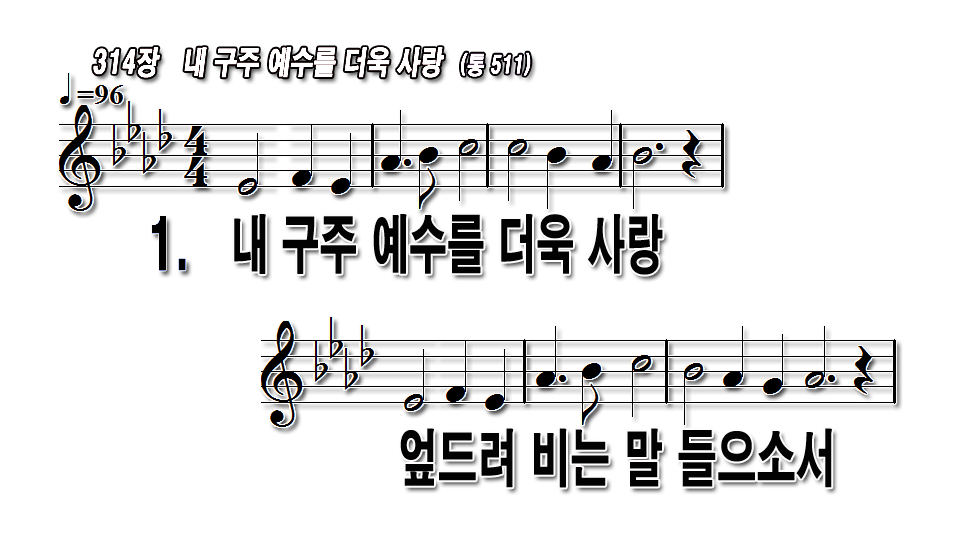 314장 내 구주 예수를 더욱 사랑 (통 511)
♩=96
4
4
1. 내 구주 예수를 더욱 사랑
엎드려 비는 말 들으소서